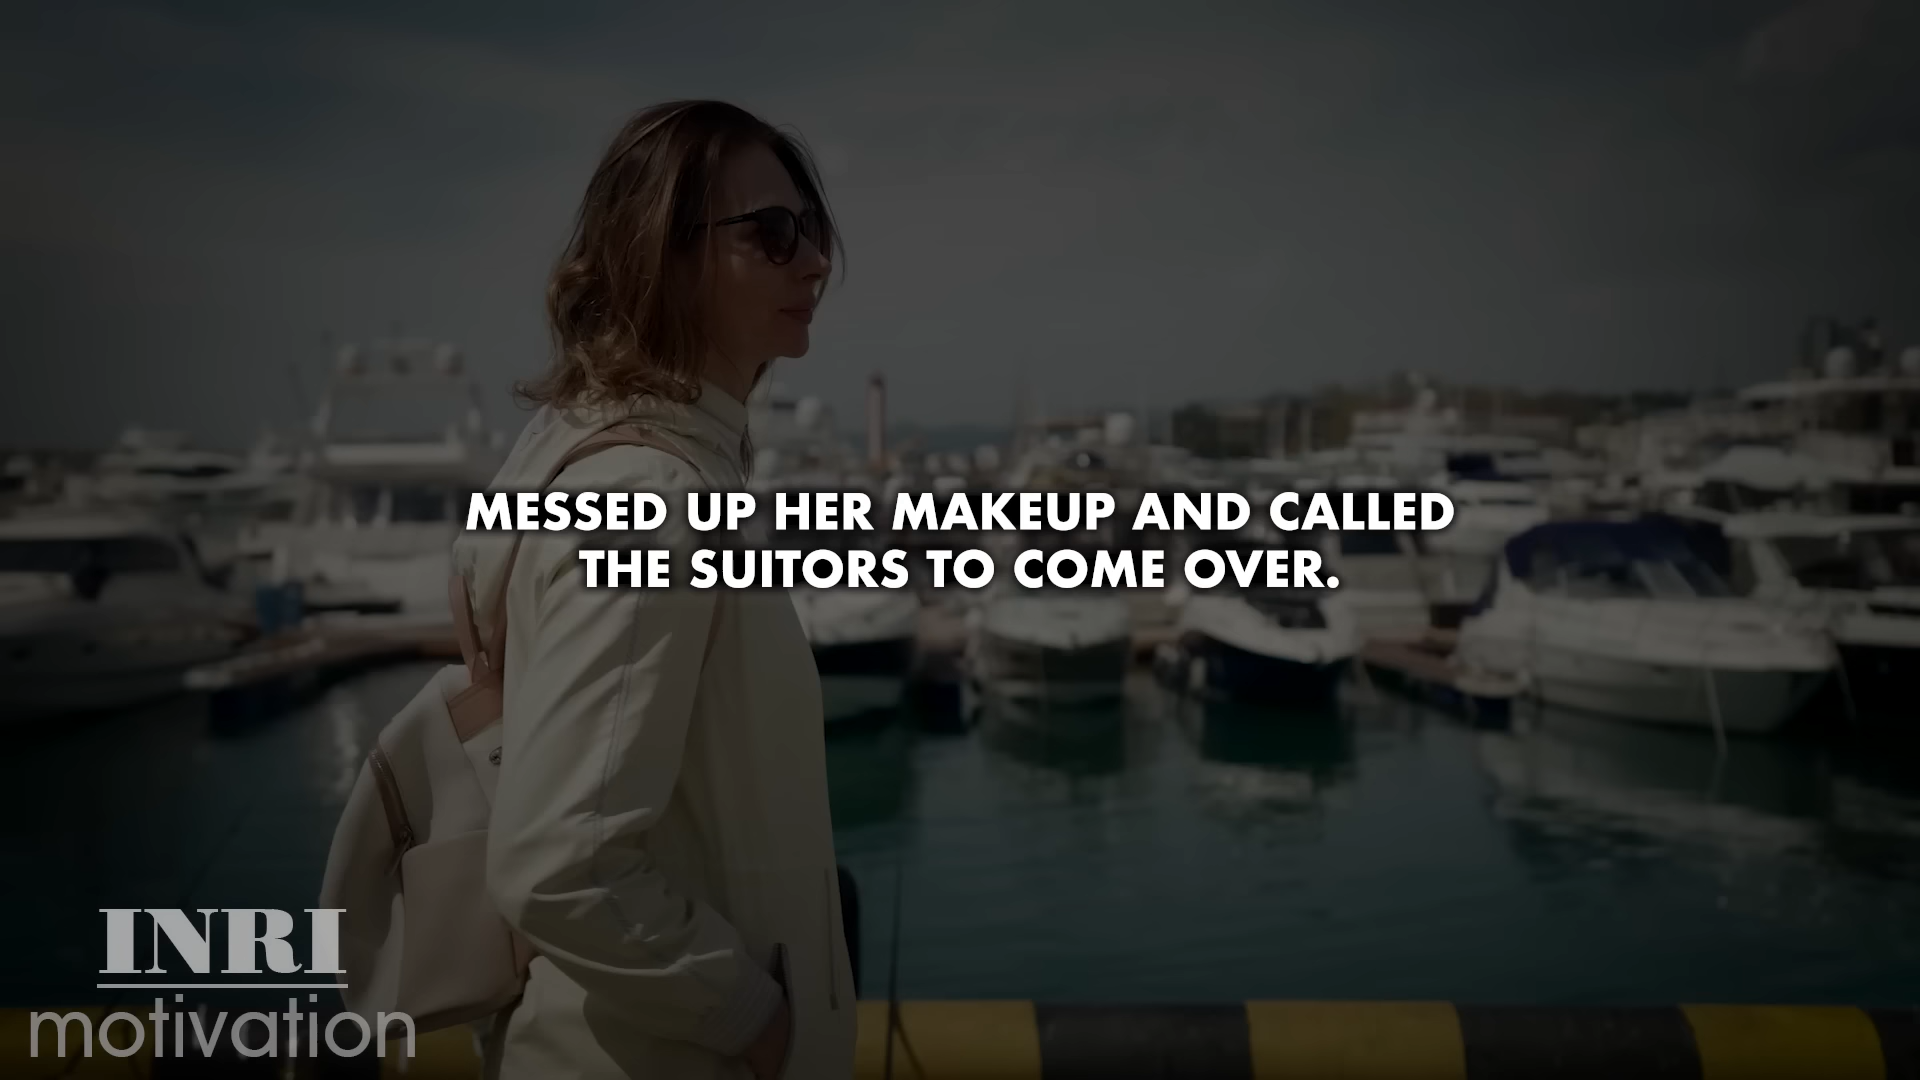 MESSED UP HER MAKEUP AND CALLED
THE SUITORS TO COME OVER.
INRI
motivation